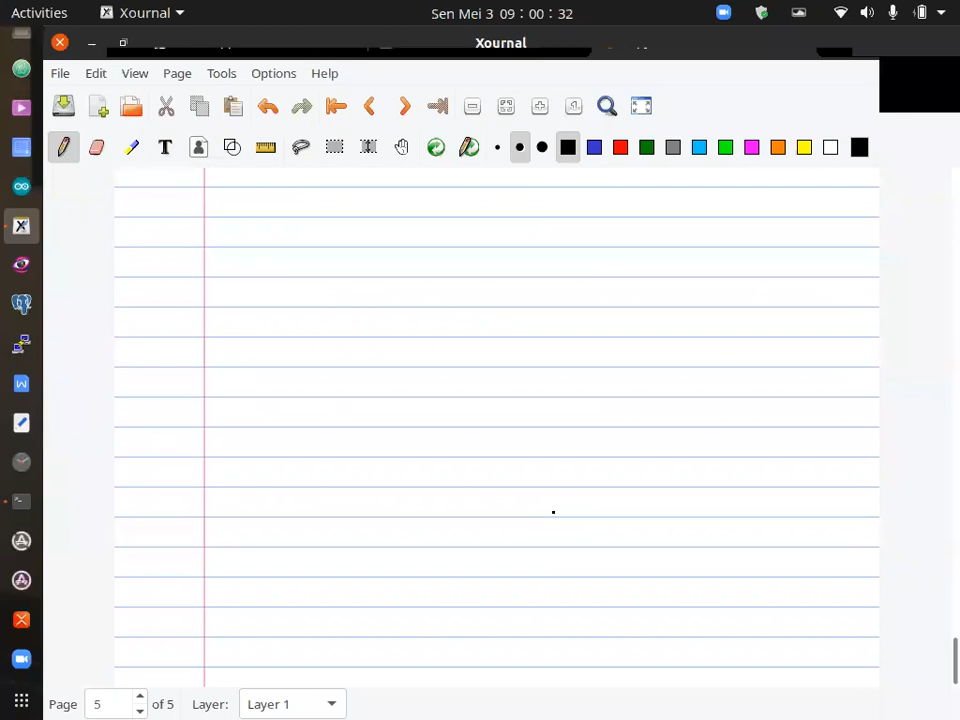 Activities Xournal Sen Mei 3 09:00:32
Xournal
File Edit View Page Tools Options Help
T
Page 5 of 5 Layer: Layer 1